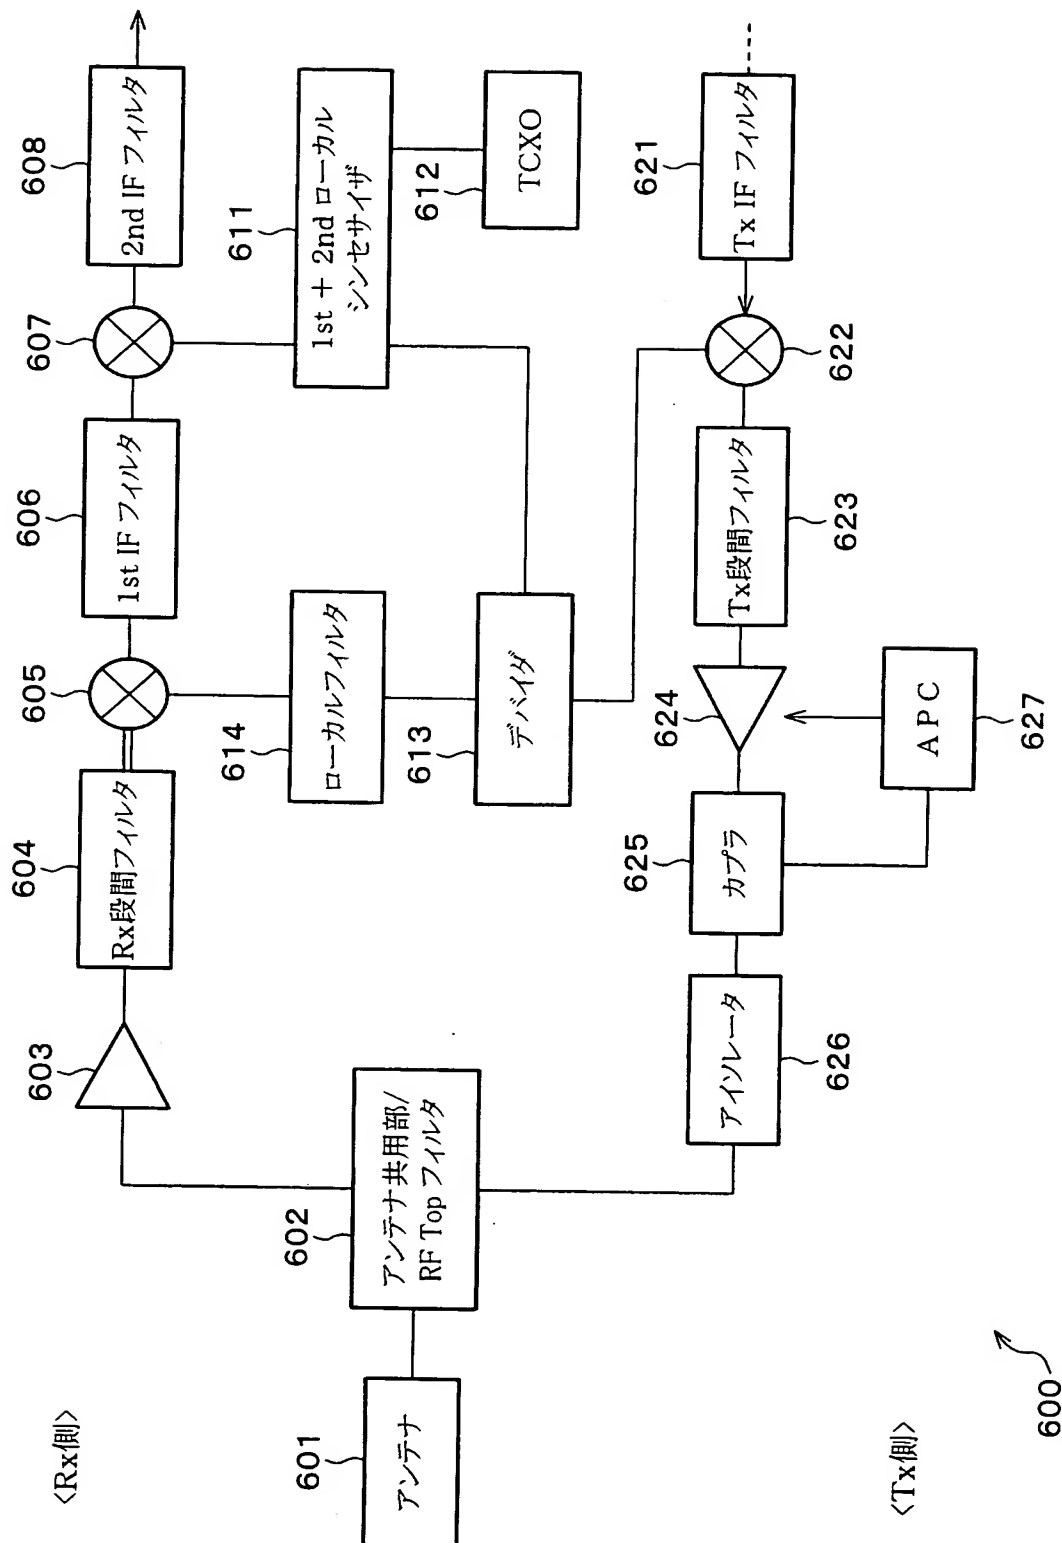 <Rx側>
601
アンテナ
602
アンテナ共用部/
RF Top フィルタ
603
604
Rx段間フィルタ
605
606
1st IF フィルタ
607
608
2nd IF フィルタ
611
1st + 2nd ローカル
シンセサイザ
612
TCXO
613
デバイダ
614
ローカルフィルタ
<Tx側>
621
Tx IF フィルタ
622
623
Tx段間フィルタ
624
625
カプラ
626
アイソレータ
627
APC
600